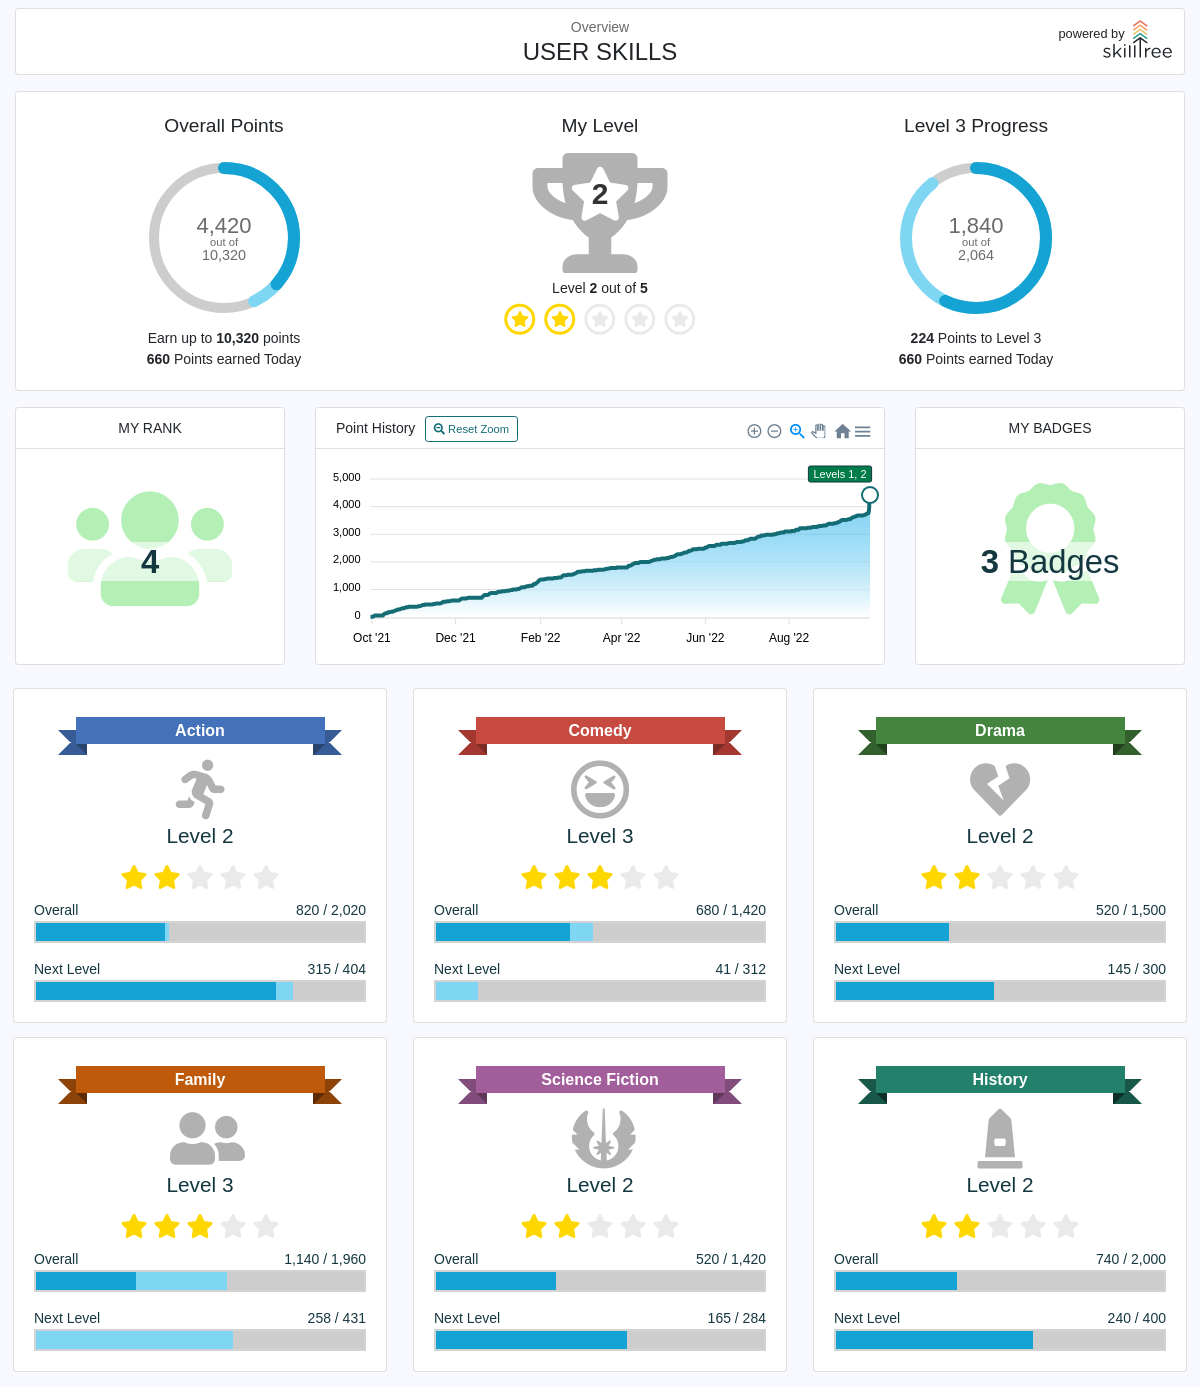 Overview
USER SKILLS
powered by
skilltree
Overall Points
4,420
out of
10,320
Earn up to 10,320 points
660 Points earned Today
My Level
2
Level 2 out of 5
Level 3 Progress
1,840
out of
2,064
224 Points to Level 3
660 Points earned Today
MY RANK
4
Point History
Reset Zoom
Levels 1, 2
5,000
4,000
3,000
2,000
1,000
0
Oct '21 Dec '21 Feb '22 Apr '22 Jun '22 Aug '22
MY BADGES
3 Badges
Action
Level 2
Overall 820 / 2,020
Next Level 315 / 404
Comedy
Level 3
Overall 680 / 1,420
Next Level 41 / 312
Drama
Level 2
Overall 520 / 1,500
Next Level 145 / 300
Family
Level 3
Overall 1,140 / 1,960
Next Level 258 / 431
Science Fiction
Level 2
Overall 520 / 1,420
Next Level 165 / 284
History
Level 2
Overall 740 / 2,000
Next Level 240 / 400